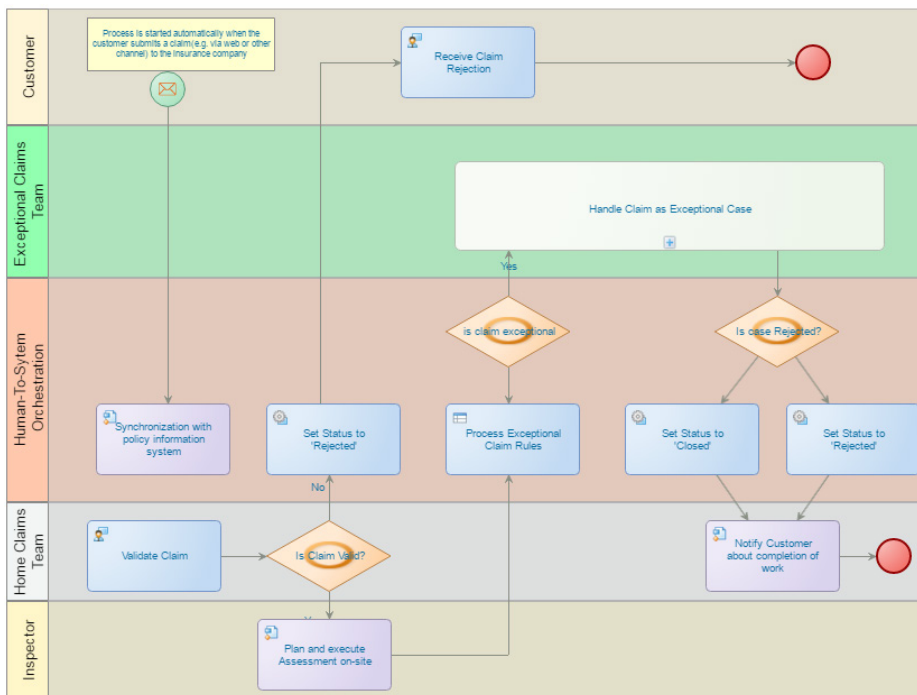 Customer
Process is started automatically when the
customer submits a claim(e.g. via web or other
channel) to the insurance company
Receive Claim
Rejection
Exceptional Claims
Team
Handle Claim as Exceptional Case
Yes
Human-To-Sytem
Orchestration
is claim exceptional
Is case Rejected?
Synchronization with
policy information
system
Set Status to
'Rejected'
Process Exceptional
Claim Rules
Set Status to
'Closed'
Set Status to
'Rejected'
No
Home Claims
Team
Validate Claim
Is Claim Valid?
Notify Customer
about completion of
work
Inspector
Plan and execute
Assessment on-site